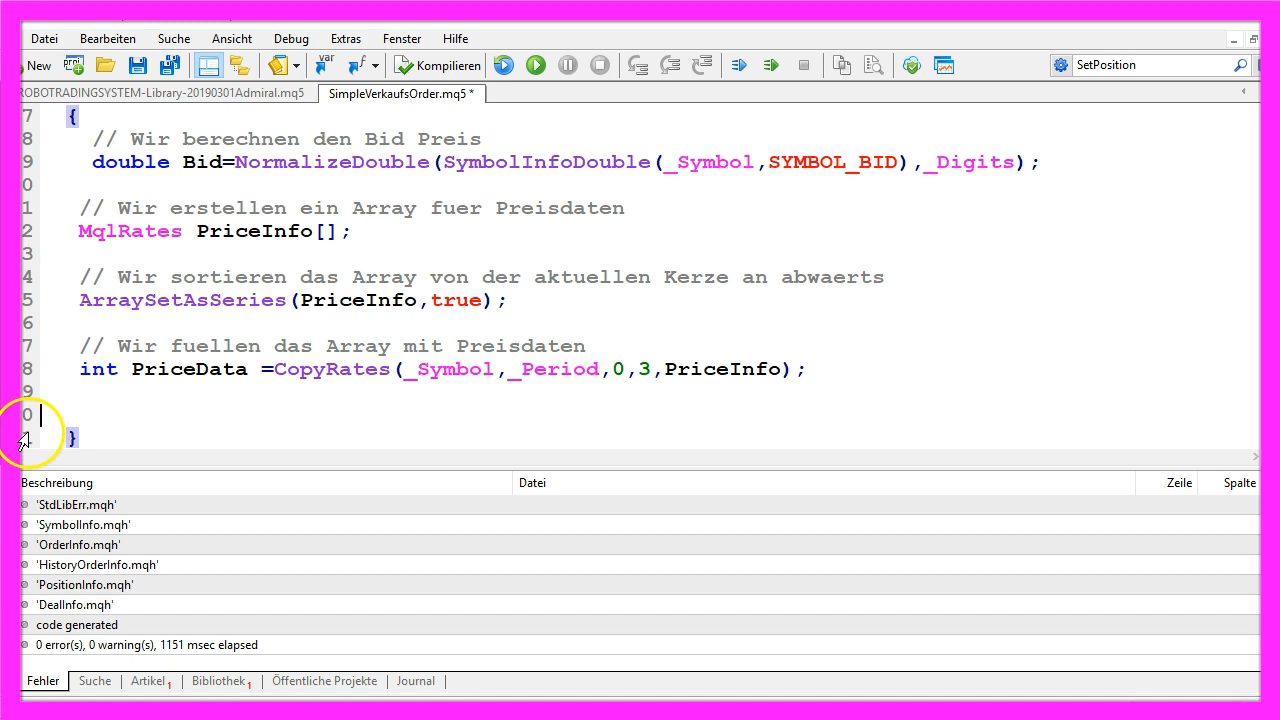 Datei Bearbeiten Suche Ansicht Debug Extras Fenster Hilfe
New Kompilieren SetPosition
ROBOTRADINGSYSTEM-Library-20190301Admiral.mq5 SimpleVerkaufsOrder.mq5 *
7 {
8 // Wir berechnen den Bid Preis
9 double Bid=NormalizeDouble(SymbolInfoDouble(_Symbol,SYMBOL_BID),_Digits);
0
1 // Wir erstellen ein Array fuer Preisdaten
2 MqlRates PriceInfo[];
3
4 // Wir sortieren das Array von der aktuellen Kerze an abwaerts
5 ArraySetAsSeries(PriceInfo,true);
6
7 // Wir fuellen das Array mit Preisdaten
8 int PriceData =CopyRates(_Symbol,_Period,0,3,PriceInfo);
9
0
}
Beschreibung Datei Zeile Spalte
'StdLibErr.mqh'
'SymbolInfo.mqh'
'OrderInfo.mqh'
'HistoryOrderInfo.mqh'
'PositionInfo.mqh'
'DealInfo.mqh'
code generated
0 error(s), 0 warning(s), 1151 msec elapsed
Fehler Suche Artikel 1 Bibliothek 1 Öffentliche Projekte Journal